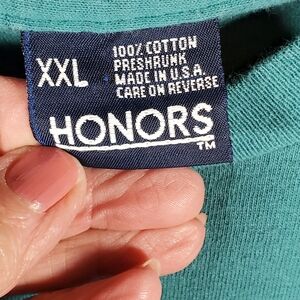 XXL
100% COTTON
PRESHRUNK
MADE IN U.S.A.
CARE ON REVERSE
HONORS
TM